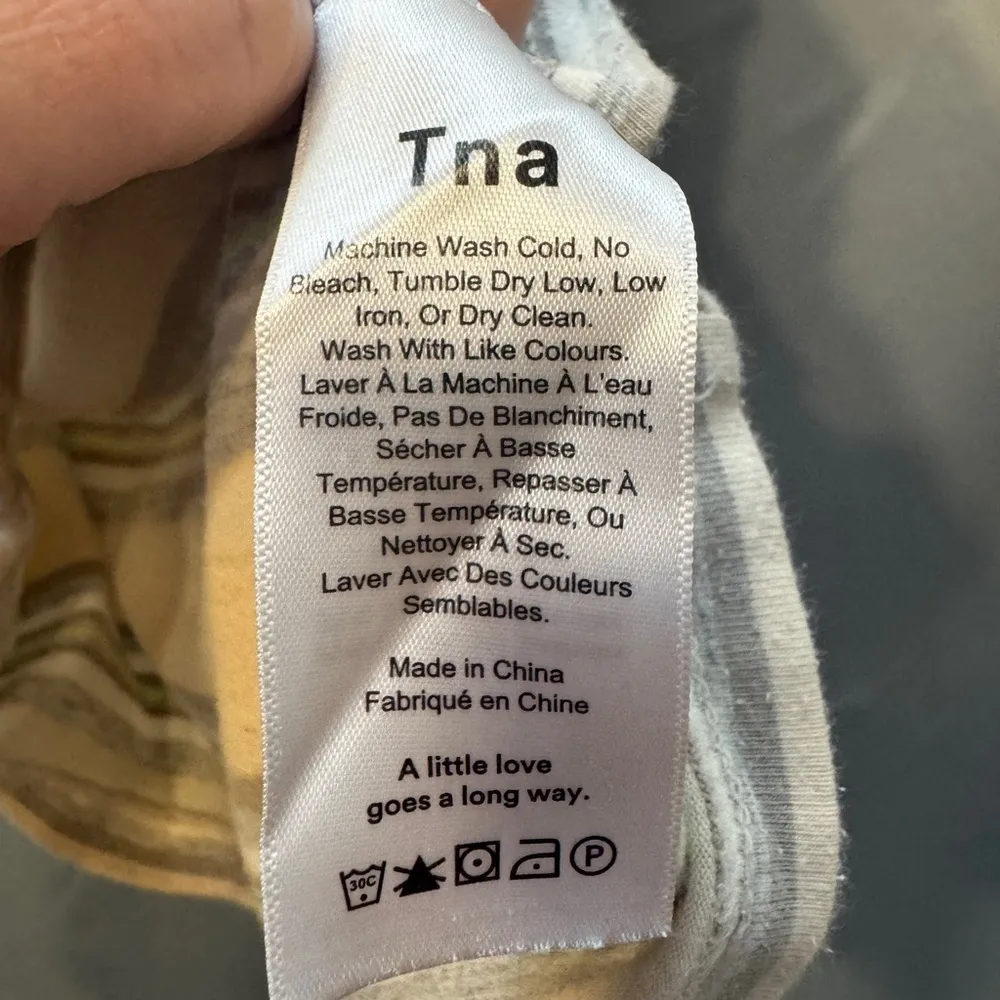 Tna
Machine Wash Cold, No
Bleach, Tumble Dry Low, Low
Iron, Or Dry Clean.
Wash With Like Colours.
Laver À La Machine À L'eau
Froide, Pas De Blanchiment,
Sécher À Basse
Température, Repasser À
Basse Température, Ou
Nettoyer À Sec.
Laver Avec Des Couleurs
Semblables.
Made in China
Fabriqué en Chine
A little love
goes a long way.
30C P